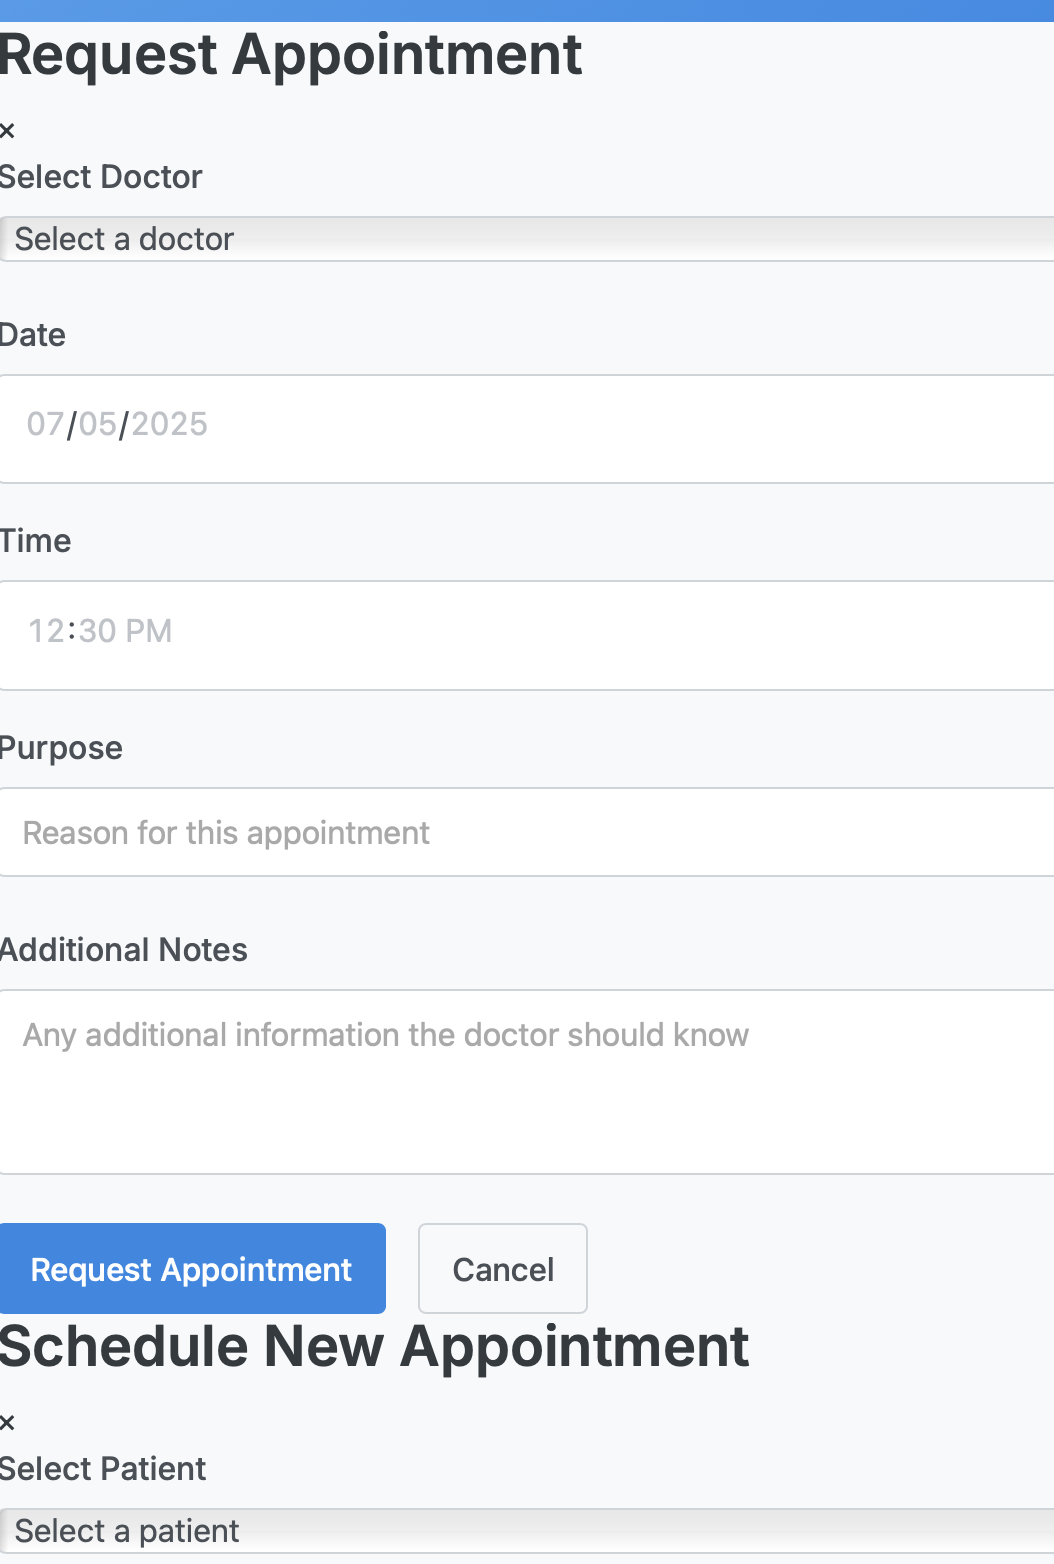 Request Appointment
×
Select Doctor
Select a doctor
Date
07/05/2025
Time
12:30 PM
Purpose
Reason for this appointment
Additional Notes
Any additional information the doctor should know
Request Appointment Cancel
Schedule New Appointment
×
Select Patient
Select a patient